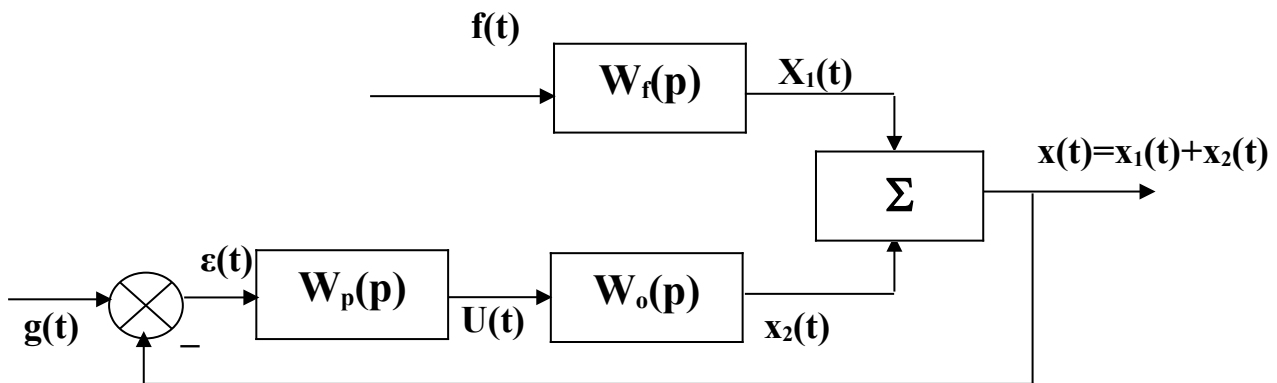 f(t)
W_f(p)
X₁(t)
x(t)=x₁(t)+x₂(t)
Σ
ε(t)
W_p(p)
W_o(p)
g(t)
−
U(t)
x₂(t)